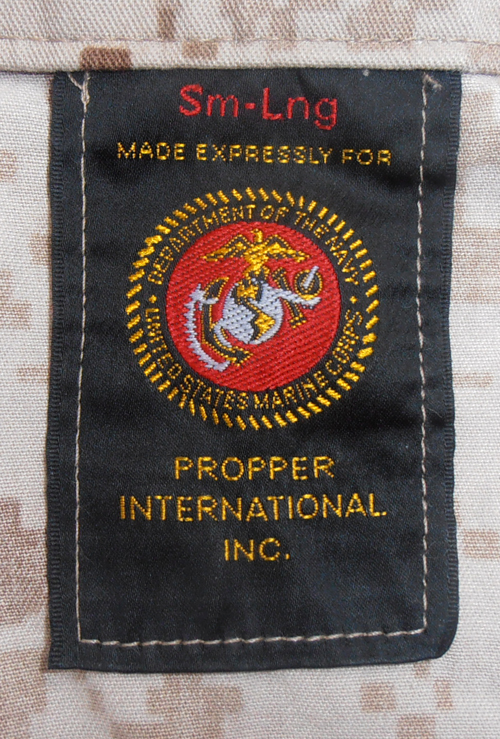 Sm-Lng
MADE EXPRESSLY FOR
DEPARTMENT OF THE NAVY
UNITED STATES MARINE CORPS
PROPPER
INTERNATIONAL
INC.